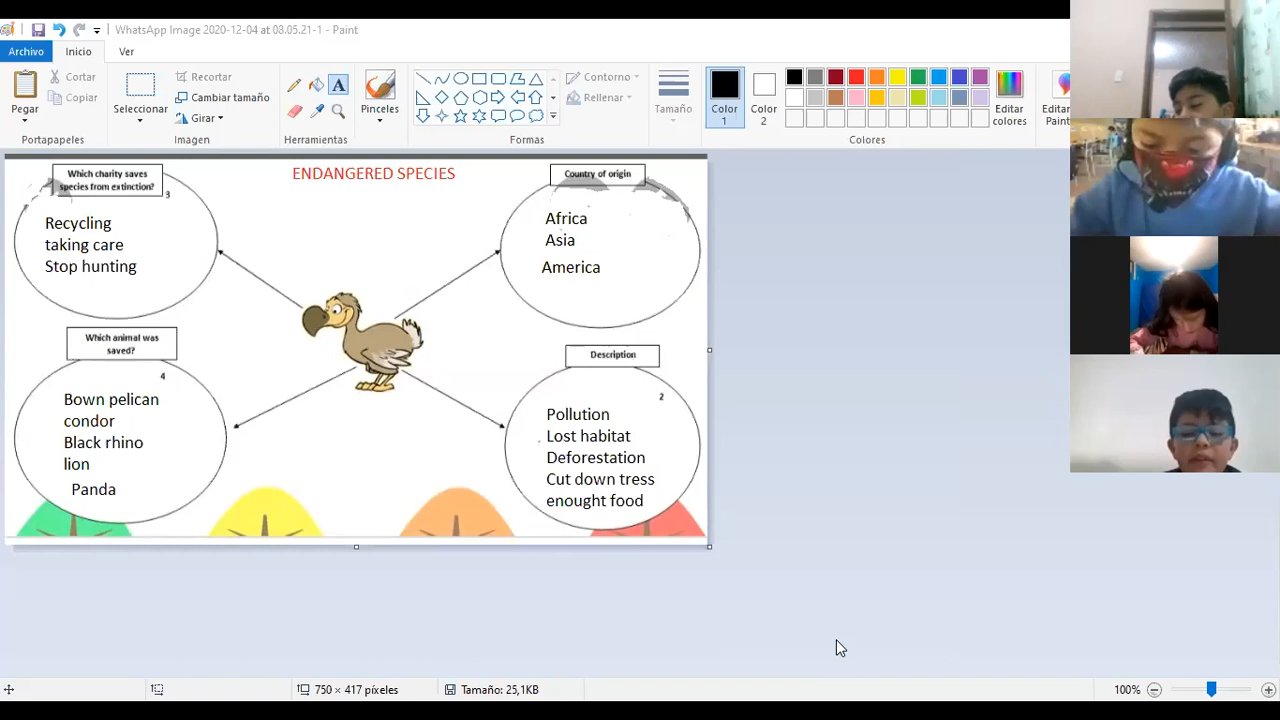 WhatsApp Image 2020-12-04 at 08.05.21-1 - Paint
Archivo Inicio Ver
Pegar
Cortar
Copiar
Portapapeles
Seleccionar
Recortar
Cambiar tamaño
Girar
Imagen
A
Herramientas
Pinceles
Contorno
Rellenar
Formas
Tamaño
Color 1
Color 2
Editar colores
Colores
Editar
Paint
ENDANGERED SPECIES
Which charity saves
species from extinction?
3
Recycling
taking care
Stop hunting
Country of origin
Africa
Asia
America
Which animal was
saved?
4
Bown pelican
condor
Black rhino
lion
Panda
Description
2
Pollution
Lost habitat
Deforestation
Cut down tress
enought food
750 × 417 píxeles
Tamaño: 25,1KB
100%